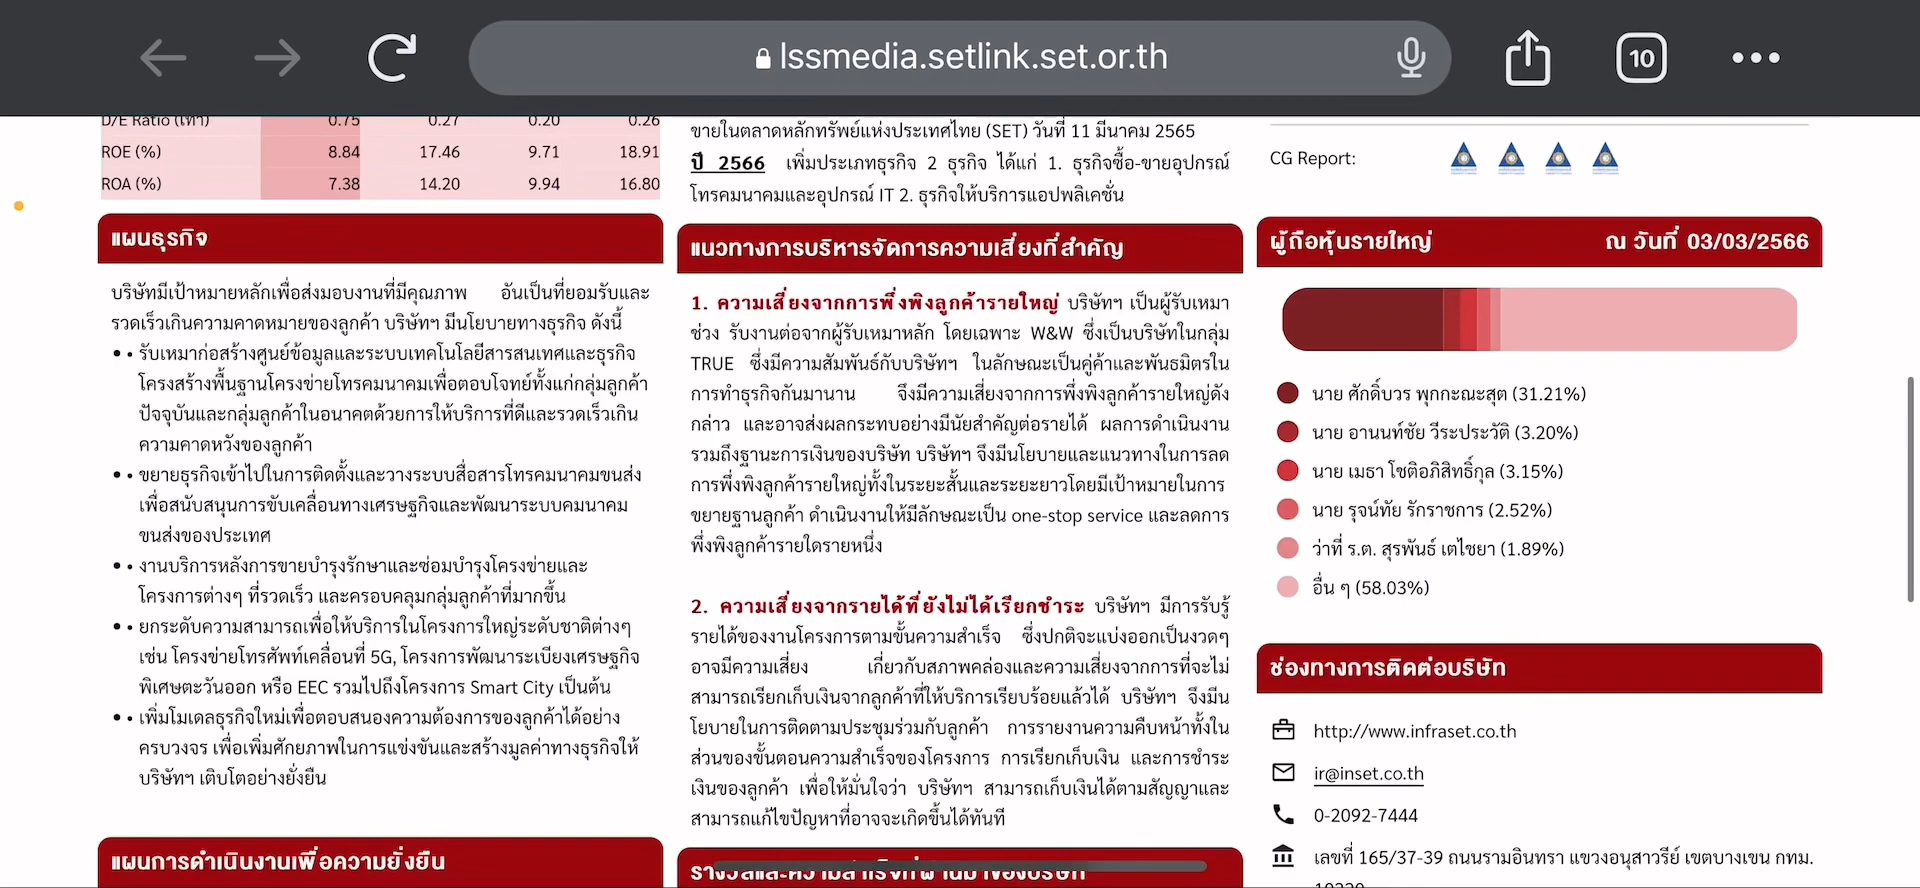 lssmedia.setlink.set.or.th
10
D/E Ratio (เท่า) 0.75 0.27 0.20 0.26
ROE (%) 8.84 17.46 9.71 18.91
ROA (%) 7.38 14.20 9.94 16.80
แผนธุรกิจ
บริษัทมีเป้าหมายหลักเพื่อส่งมอบงานที่มีคุณภาพ อันเป็นที่ยอมรับและ
รวดเร็วเกินความคาดหมายของลูกค้า บริษัทฯ มีนโยบายทางธุรกิจ ดังนี้
• • รับเหมาก่อสร้างศูนย์ข้อมูลและระบบเทคโนโลยีสารสนเทศและธุรกิจ
โครงสร้างพื้นฐานโครงข่ายโทรคมนาคมเพื่อตอบโจทย์ทั้งแก่กลุ่มลูกค้า
ปัจจุบันและกลุ่มลูกค้าในอนาคตด้วยการให้บริการที่ดีและรวดเร็วเกิน
ความคาดหวังของลูกค้า
• • ขยายธุรกิจเข้าไปในการติดตั้งและวางระบบสื่อสารโทรคมนาคมขนส่ง
เพื่อสนับสนุนการขับเคลื่อนทางเศรษฐกิจและพัฒนาระบบคมนาคม
ขนส่งของประเทศ
• • งานบริการหลังการขายบำรุงรักษาและซ่อมบำรุงโครงข่ายและ
โครงการต่างๆ ที่รวดเร็ว และครอบคลุมกลุ่มลูกค้าที่มากขึ้น
• • ยกระดับความสามารถเพื่อให้บริการในโครงการใหญ่ระดับชาติต่างๆ
เช่น โครงข่ายโทรศัพท์เคลื่อนที่ 5G, โครงการพัฒนาระเบียงเศรษฐกิจ
พิเศษตะวันออก หรือ EEC รวมไปถึงโครงการ Smart City เป็นต้น
• • เพิ่มโมเดลธุรกิจใหม่เพื่อตอบสนองความต้องการของลูกค้าได้อย่าง
ครบวงจร เพื่อเพิ่มศักยภาพในการแข่งขันและสร้างมูลค่าทางธุรกิจให้
บริษัทฯ เติบโตอย่างยั่งยืน
แผนการดำเนินงานเพื่อความยั่งยืน
ขายในตลาดหลักทรัพย์แห่งประเทศไทย (SET) วันที่ 11 มีนาคม 2565
ปี 2566 เพิ่มประเภทธุรกิจ 2 ธุรกิจ ได้แก่ 1. ธุรกิจซื้อ-ขายอุปกรณ์
โทรคมนาคมและอุปกรณ์ IT 2. ธุรกิจให้บริการแอปพลิเคชั่น
แนวทางการบริหารจัดการความเสี่ยงที่สำคัญ
1. ความเสี่ยงจากการพึ่งพิงลูกค้ารายใหญ่ บริษัทฯ เป็นผู้รับเหมา
ช่วง รับงานต่อจากผู้รับเหมาหลัก โดยเฉพาะ W&W ซึ่งเป็นบริษัทในกลุ่ม
TRUE ซึ่งมีความสัมพันธ์กับบริษัทฯ ในลักษณะเป็นคู่ค้าและพันธมิตรใน
การทำธุรกิจกันมานาน จึงมีความเสี่ยงจากการพึ่งพิงลูกค้ารายใหญ่ดัง
กล่าว และอาจส่งผลกระทบอย่างมีนัยสำคัญต่อรายได้ ผลการดำเนินงาน
รวมถึงฐานะการเงินของบริษัท บริษัทฯ จึงมีนโยบายและแนวทางในการลด
การพึ่งพิงลูกค้ารายใหญ่ทั้งในระยะสั้นและระยะยาวโดยมีเป้าหมายในการ
ขยายฐานลูกค้า ดำเนินงานให้มีลักษณะเป็น one-stop service และลดการ
พึ่งพิงลูกค้ารายใดรายหนึ่ง
2. ความเสี่ยงจากรายได้ที่ยังไม่ได้เรียกชำระ บริษัทฯ มีการรับรู้
รายได้ของงานโครงการตามขั้นความสำเร็จ ซึ่งปกติจะแบ่งออกเป็นงวดๆ
อาจมีความเสี่ยง เกี่ยวกับสภาพคล่องและความเสี่ยงจากการที่จะไม่
สามารถเรียกเก็บเงินจากลูกค้าที่ให้บริการเรียบร้อยแล้วได้ บริษัทฯ จึงมีน
โยบายในการติดตามประชุมร่วมกับลูกค้า การรายงานความคืบหน้าทั้งใน
ส่วนของขั้นตอนความสำเร็จของโครงการ การเรียกเก็บเงิน และการชำระ
เงินของลูกค้า เพื่อให้มั่นใจว่า บริษัทฯ สามารถเก็บเงินได้ตามสัญญาและ
สามารถแก้ไขปัญหาที่อาจจะเกิดขึ้นได้ทันที
รางวัลและความสำเร็จที่ผ่านมาของบริษัท
CG Report:
ผู้ถือหุ้นรายใหญ่ ณ วันที่ 03/03/2566
นาย ศักดิ์บวร พุกกะณะสุต (31.21%)
นาย อานนท์ชัย วีระประวัติ (3.20%)
นาย เมธา โชติอภิสิทธิ์กุล (3.15%)
นาย รุจน์ทัย รักราชการ (2.52%)
ว่าที่ ร.ต. สุรพันธ์ เตไชยา (1.89%)
อื่น ๆ (58.03%)
ช่องทางการติดต่อบริษัท
http://www.infraset.co.th
ir@inset.co.th
0-2092-7444
เลขที่ 165/37-39 ถนนรามอินทรา แขวงอนุสาวรีย์ เขตบางเขน กทม.